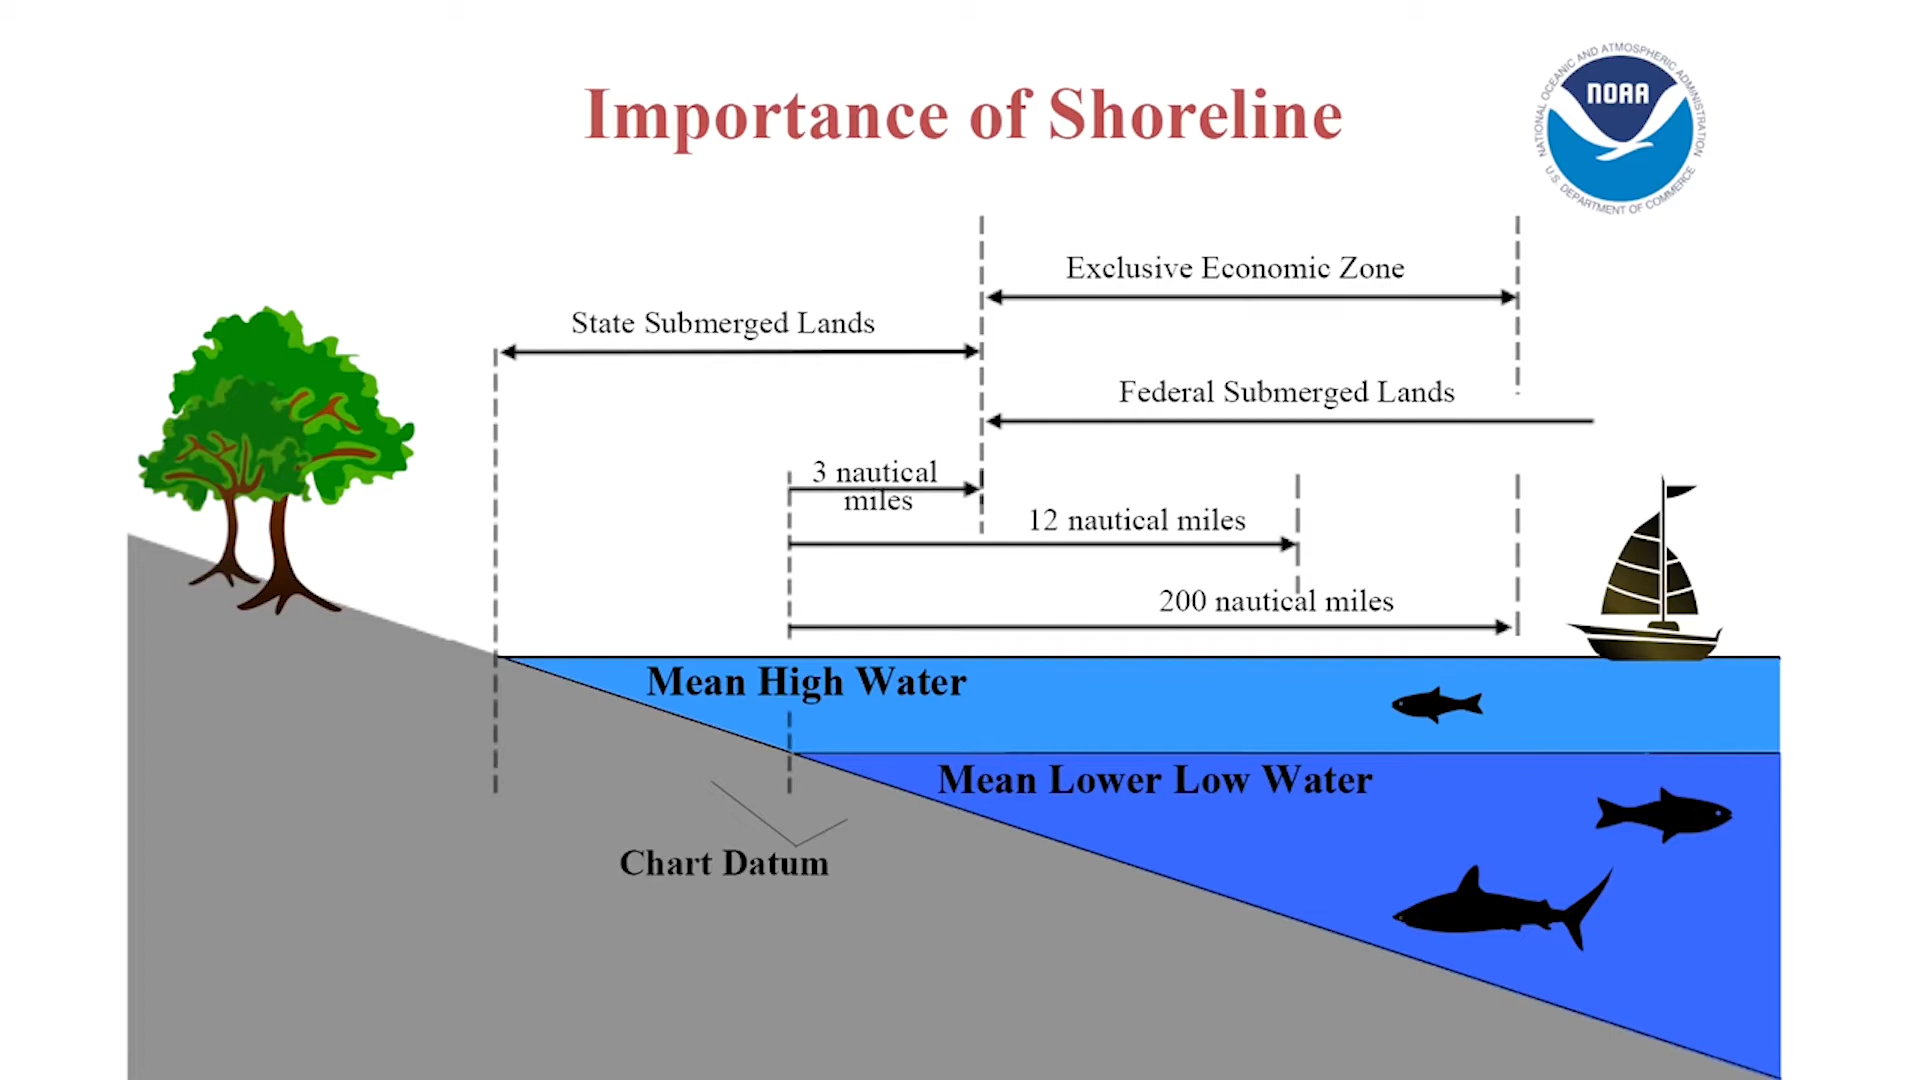 Importance of Shoreline
NATIONAL OCEANIC AND ATMOSPHERIC ADMINISTRATION
NOAA
U.S. DEPARTMENT OF COMMERCE
Exclusive Economic Zone
State Submerged Lands
Federal Submerged Lands
3 nautical
miles
12 nautical miles
200 nautical miles
Mean High Water
Mean Lower Low Water
Chart Datum